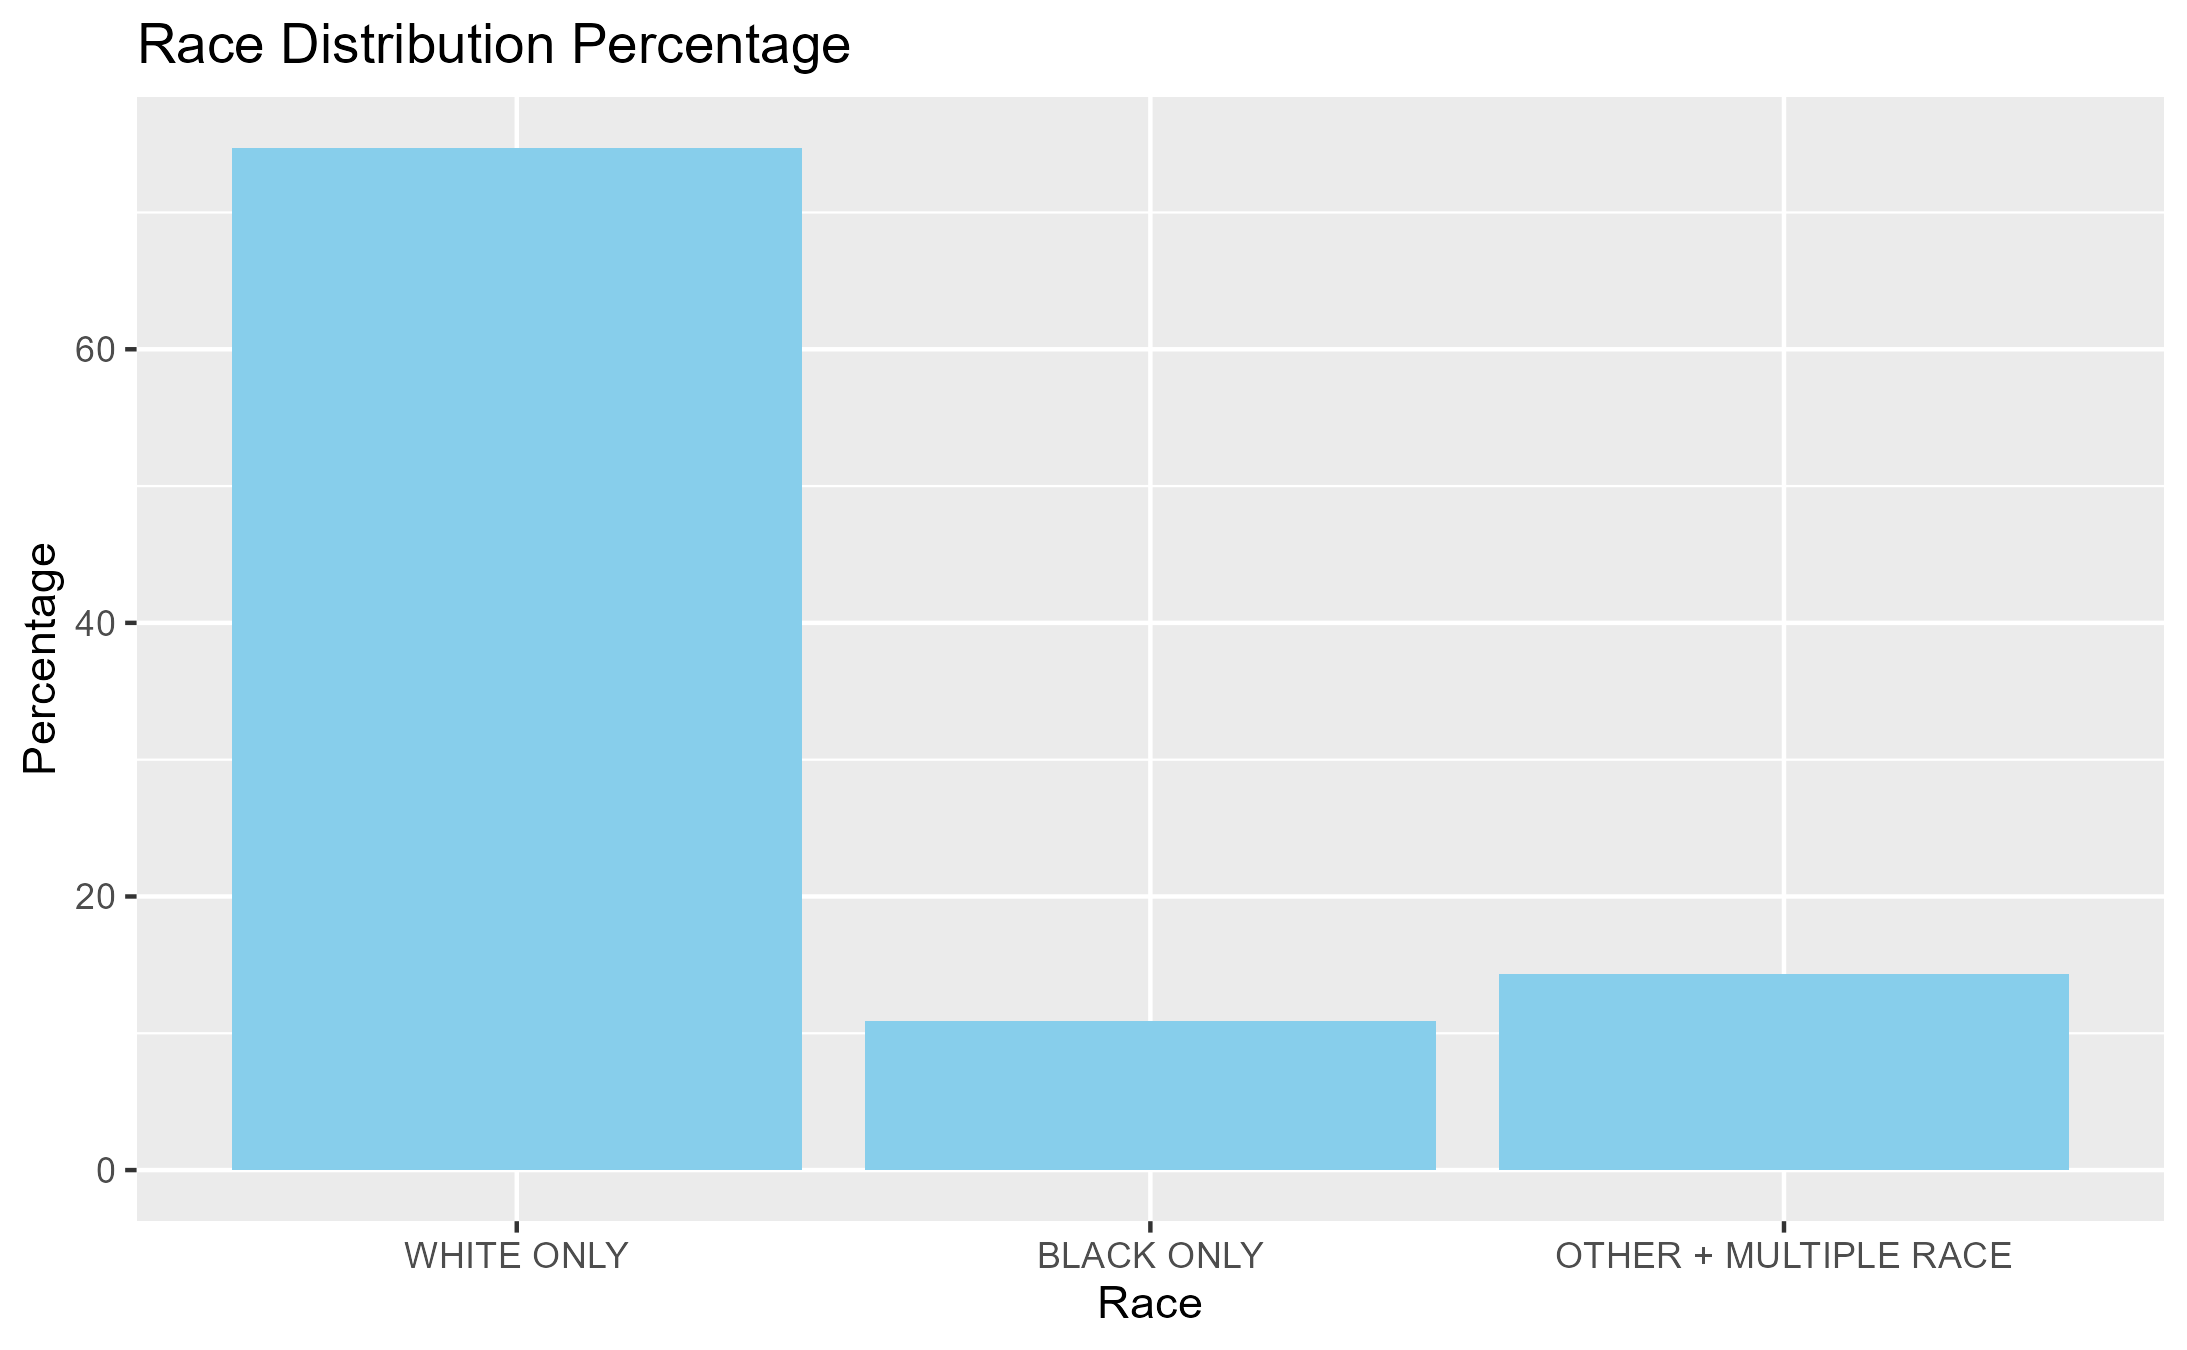 Race Distribution Percentage
Percentage
60
40
20
0
WHITE ONLY
BLACK ONLY
OTHER + MULTIPLE RACE
Race